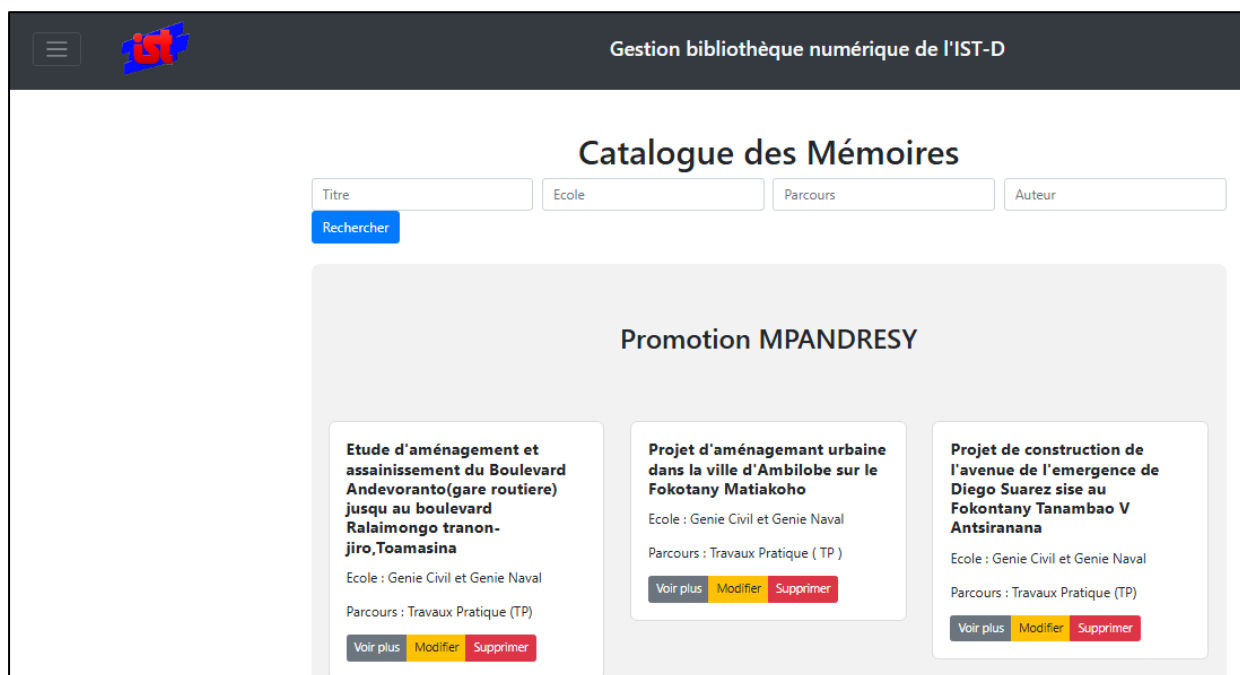 ist
Gestion bibliothèque numérique de l'IST-D
Catalogue des Mémoires
Titre
Ecole
Parcours
Auteur
Rechercher
Promotion MPANDRESY
Etude d'aménagement et
assainissement du Boulevard
Andevoranto(gare routiere)
jusqu au boulevard
Ralaimongo tranon-
jiro,Toamasina
Ecole : Genie Civil et Genie Naval
Parcours : Travaux Pratique (TP)
Voir plus Modifier Supprimer
Projet d'aménagemant urbaine
dans la ville d'Ambilobe sur le
Fokotany Matiakoho
Ecole : Genie Civil et Genie Naval
Parcours : Travaux Pratique ( TP )
Voir plus Modifier Supprimer
Projet de construction de
l'avenue de l'emergence de
Diego Suarez sise au
Fokontany Tanambao V
Antsiranana
Ecole : Genie Civil et Genie Naval
Parcours : Travaux Pratique (TP)
Voir plus Modifier Supprimer